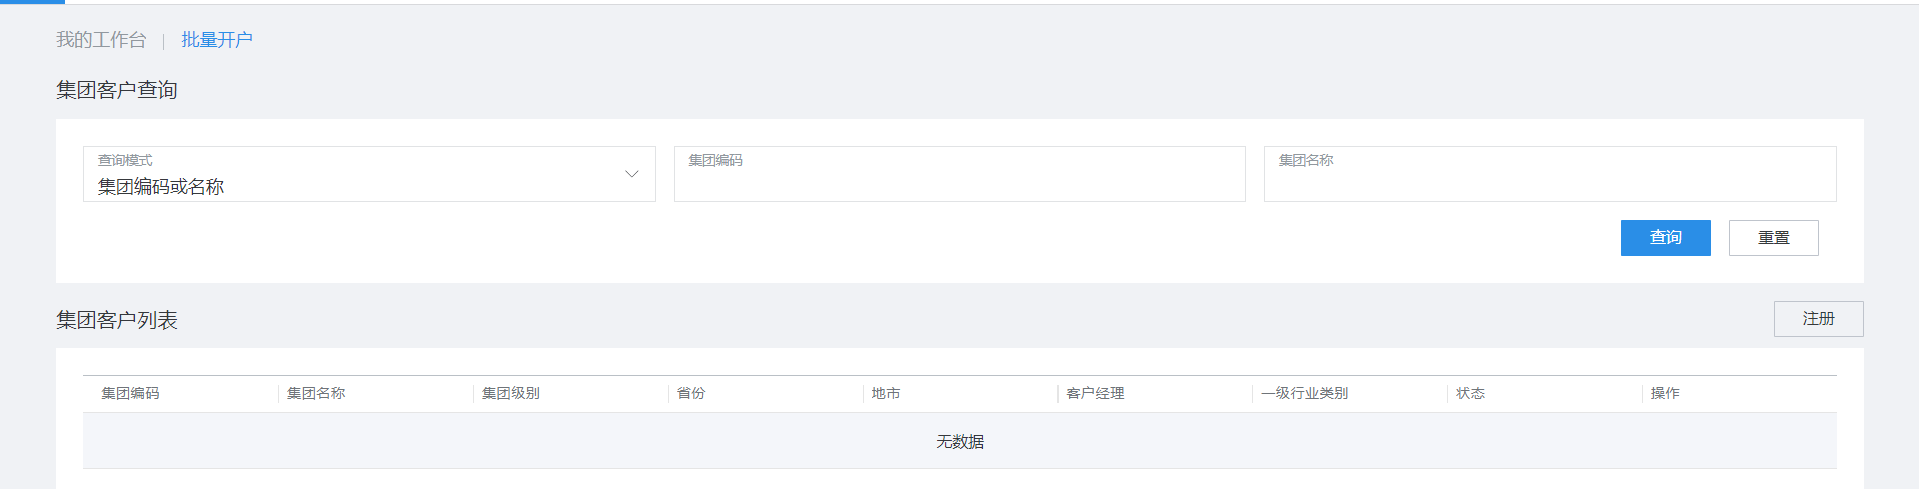 我的工作台 | 批量开户
集团客户查询
查询模式 集团编码 集团名称
集团编码或名称
查询 重置
集团客户列表 注册
集团编码 集团名称 集团级别 省份 地市 客户经理 一级行业类别 状态 操作
无数据